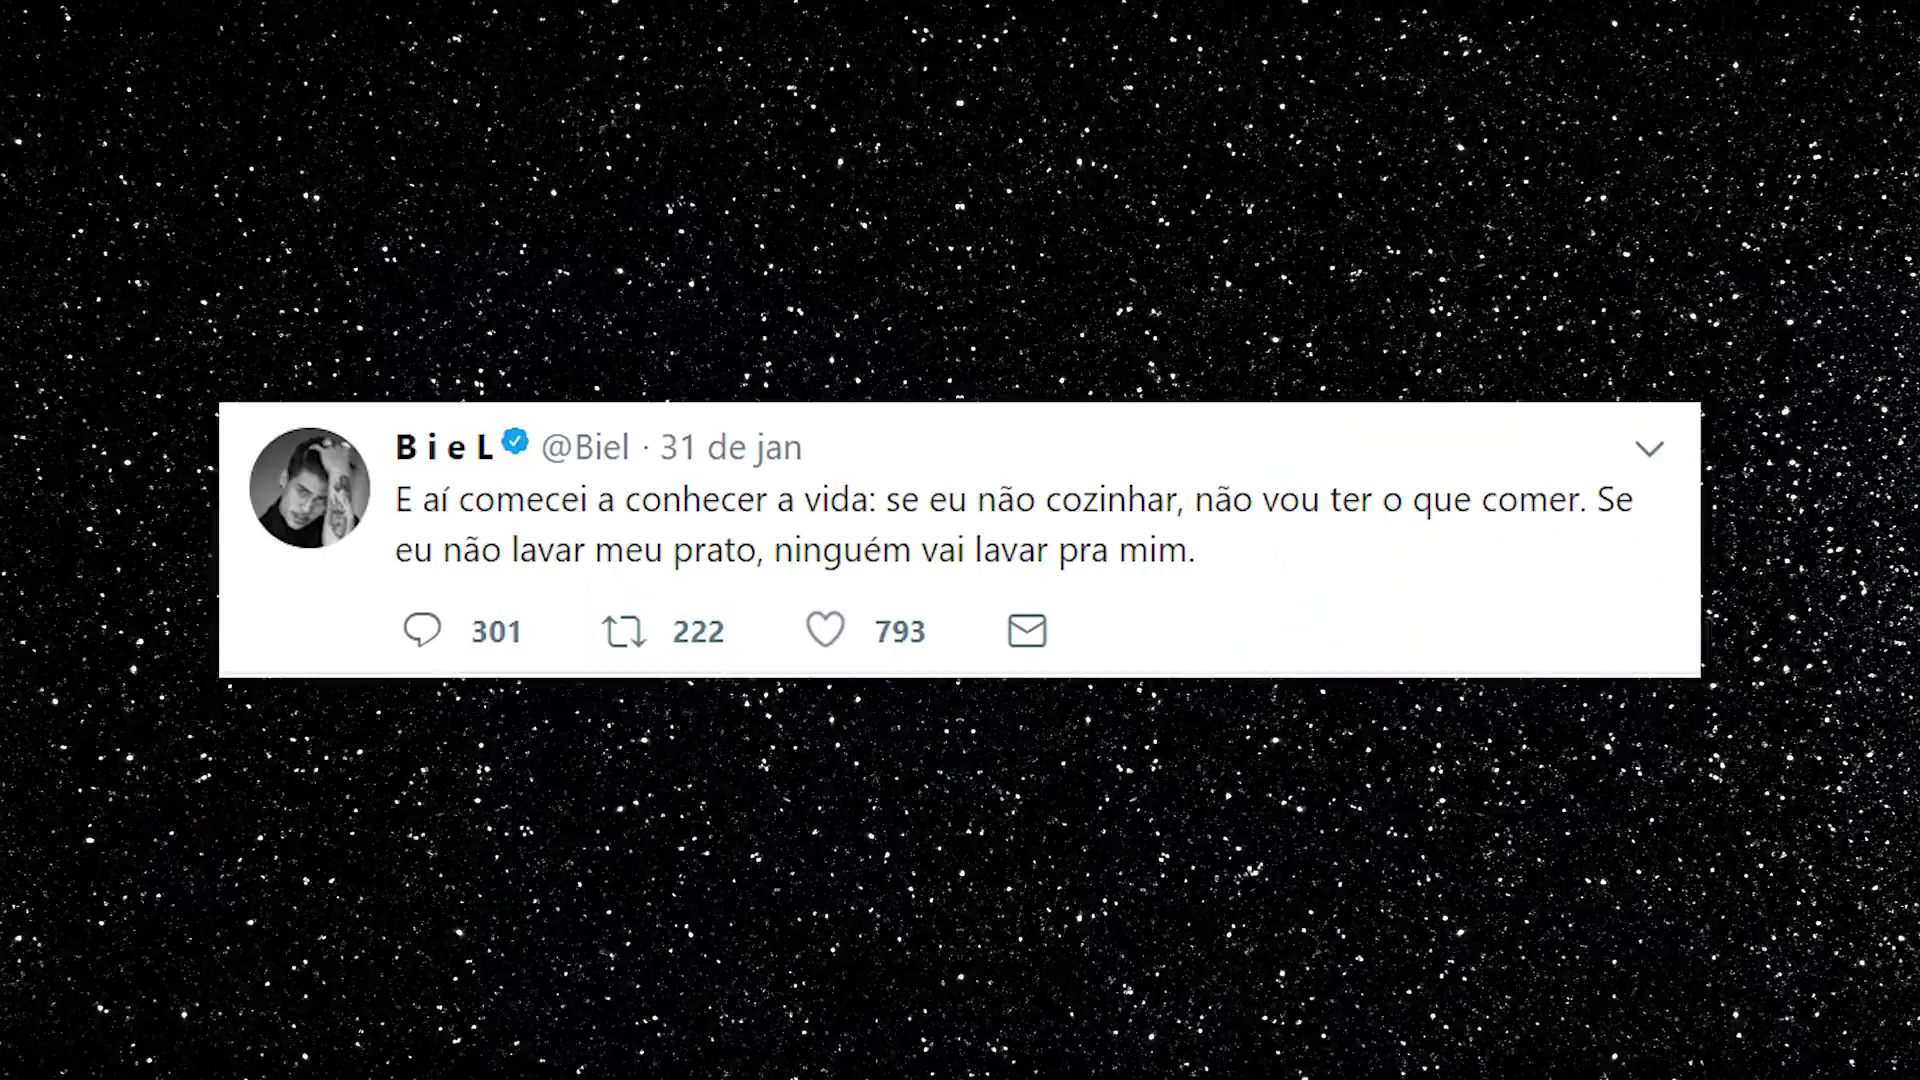 B i e L @Biel · 31 de jan
E aí comecei a conhecer a vida: se eu não cozinhar, não vou ter o que comer. Se
eu não lavar meu prato, ninguém vai lavar pra mim.
301 222 793